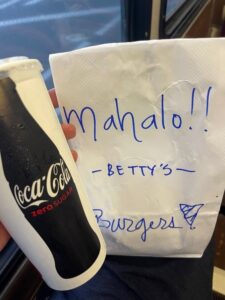 mahalo!!
- BETTY'S -
Burgers
Coca-Cola
zero SUGAR